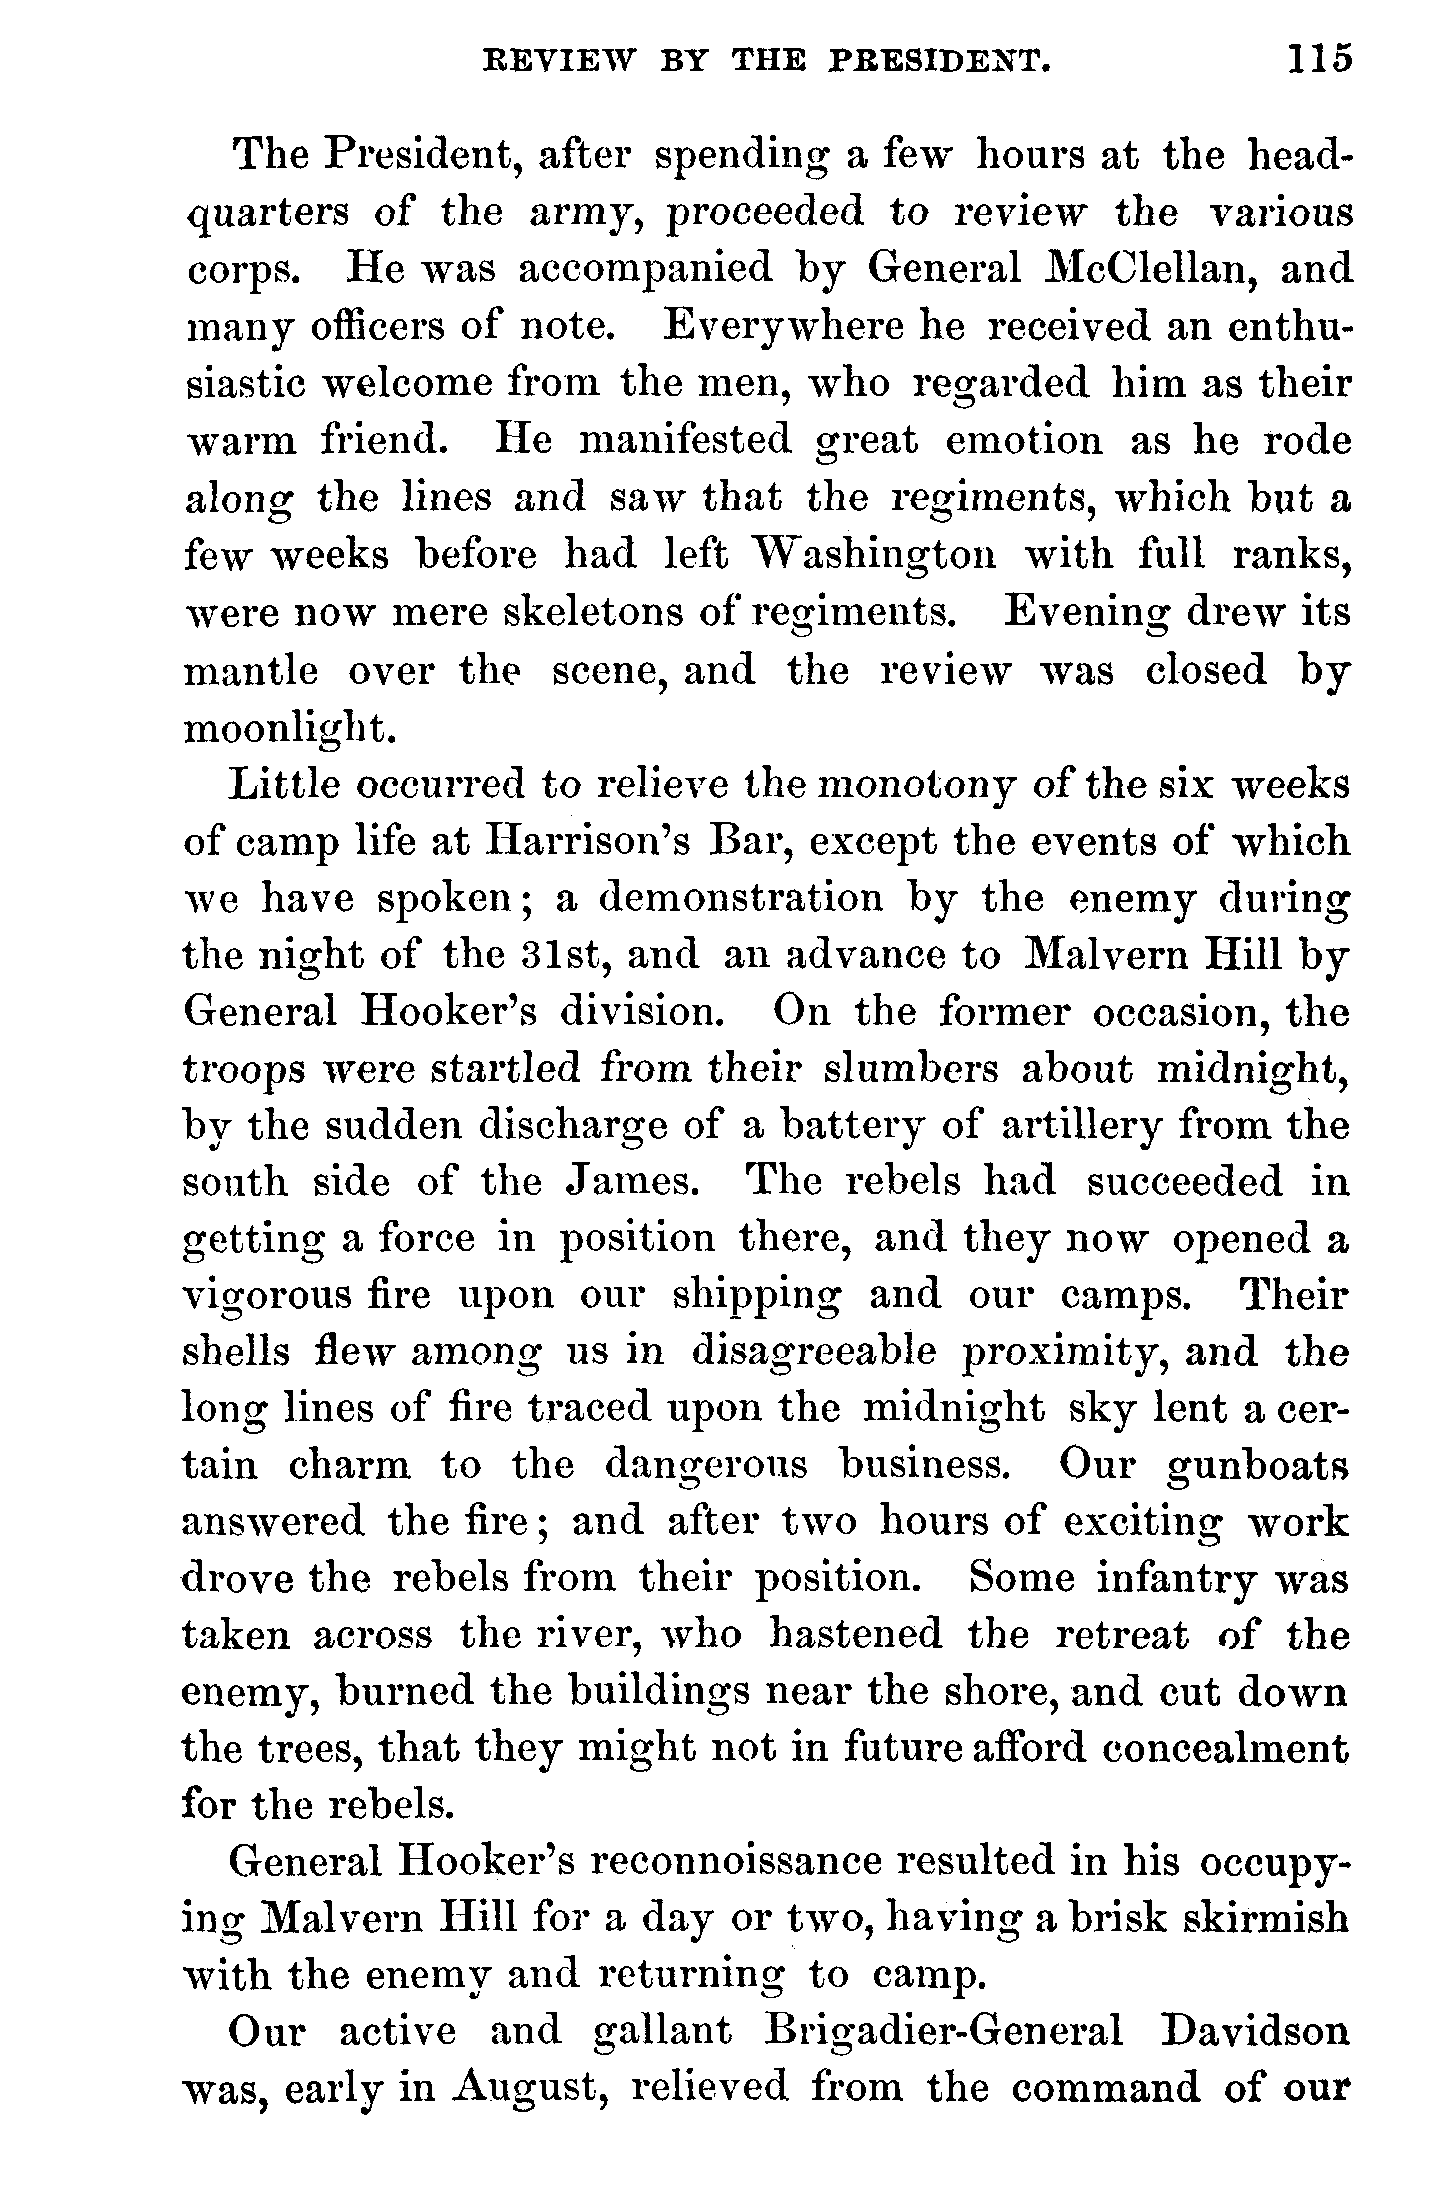 REVIEW BY THE PRESIDENT. 115
The President, after spending a few hours at the head-
quarters of the army, proceeded to review the various
corps. He was accompanied by General McClellan, and
many officers of note. Everywhere he received an enthu-
siastic welcome from the men, who regarded him as their
warm friend. He manifested great emotion as he rode
along the lines and saw that the regiments, which but a
few weeks before had left Washington with full ranks,
were now mere skeletons of regiments. Evening drew its
mantle over the scene, and the review was closed by
moonlight.
Little occurred to relieve the monotony of the six weeks
of camp life at Harrison's Bar, except the events of which
we have spoken; a demonstration by the enemy during
the night of the 31st, and an advance to Malvern Hill by
General Hooker's division. On the former occasion, the
troops were startled from their slumbers about midnight,
by the sudden discharge of a battery of artillery from the
south side of the James. The rebels had succeeded in
getting a force in position there, and they now opened a
vigorous fire upon our shipping and our camps. Their
shells flew among us in disagreeable proximity, and the
long lines of fire traced upon the midnight sky lent a cer-
tain charm to the dangerous business. Our gunboats
answered the fire; and after two hours of exciting work
drove the rebels from their position. Some infantry was
taken across the river, who hastened the retreat of the
enemy, burned the buildings near the shore, and cut down
the trees, that they might not in future afford concealment
for the rebels.
General Hooker's reconnoissance resulted in his occupy-
ing Malvern Hill for a day or two, having a brisk skirmish
with the enemy and returning to camp.
Our active and gallant Brigadier-General Davidson
was, early in August, relieved from the command of our